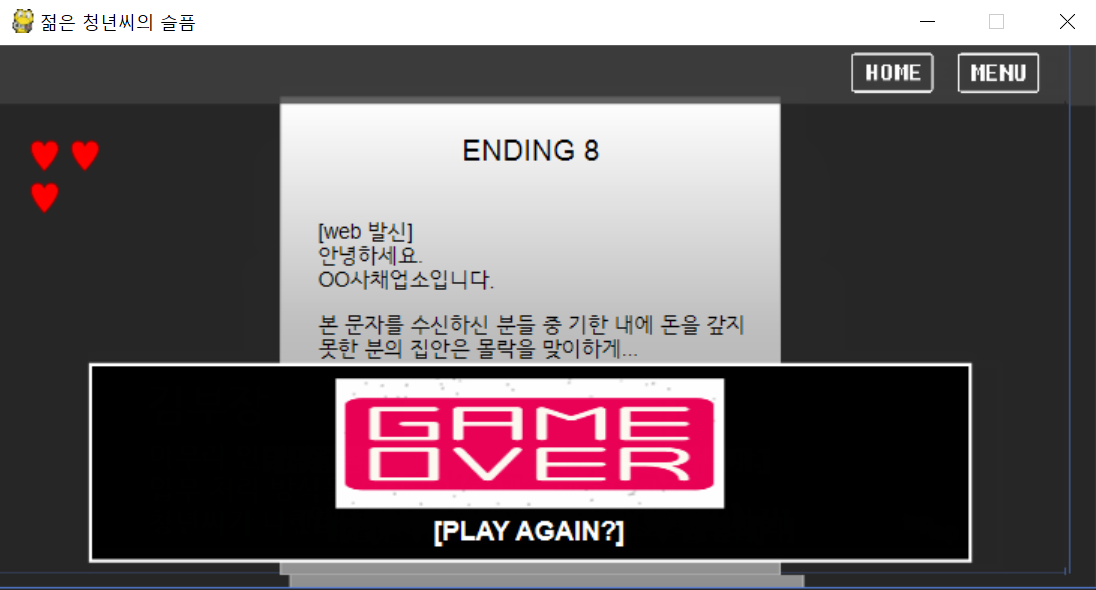 젊은 청년씨의 슬픔
HOME MENU
ENDING 8
[web 발신]
안녕하세요.
OO사채업소입니다.
본 문자를 수신하신 분들 중 기한 내에 돈을 갚지
못한 분의 집안은 몰락을 맞이하게...
GAME
OVER
[PLAY AGAIN?]